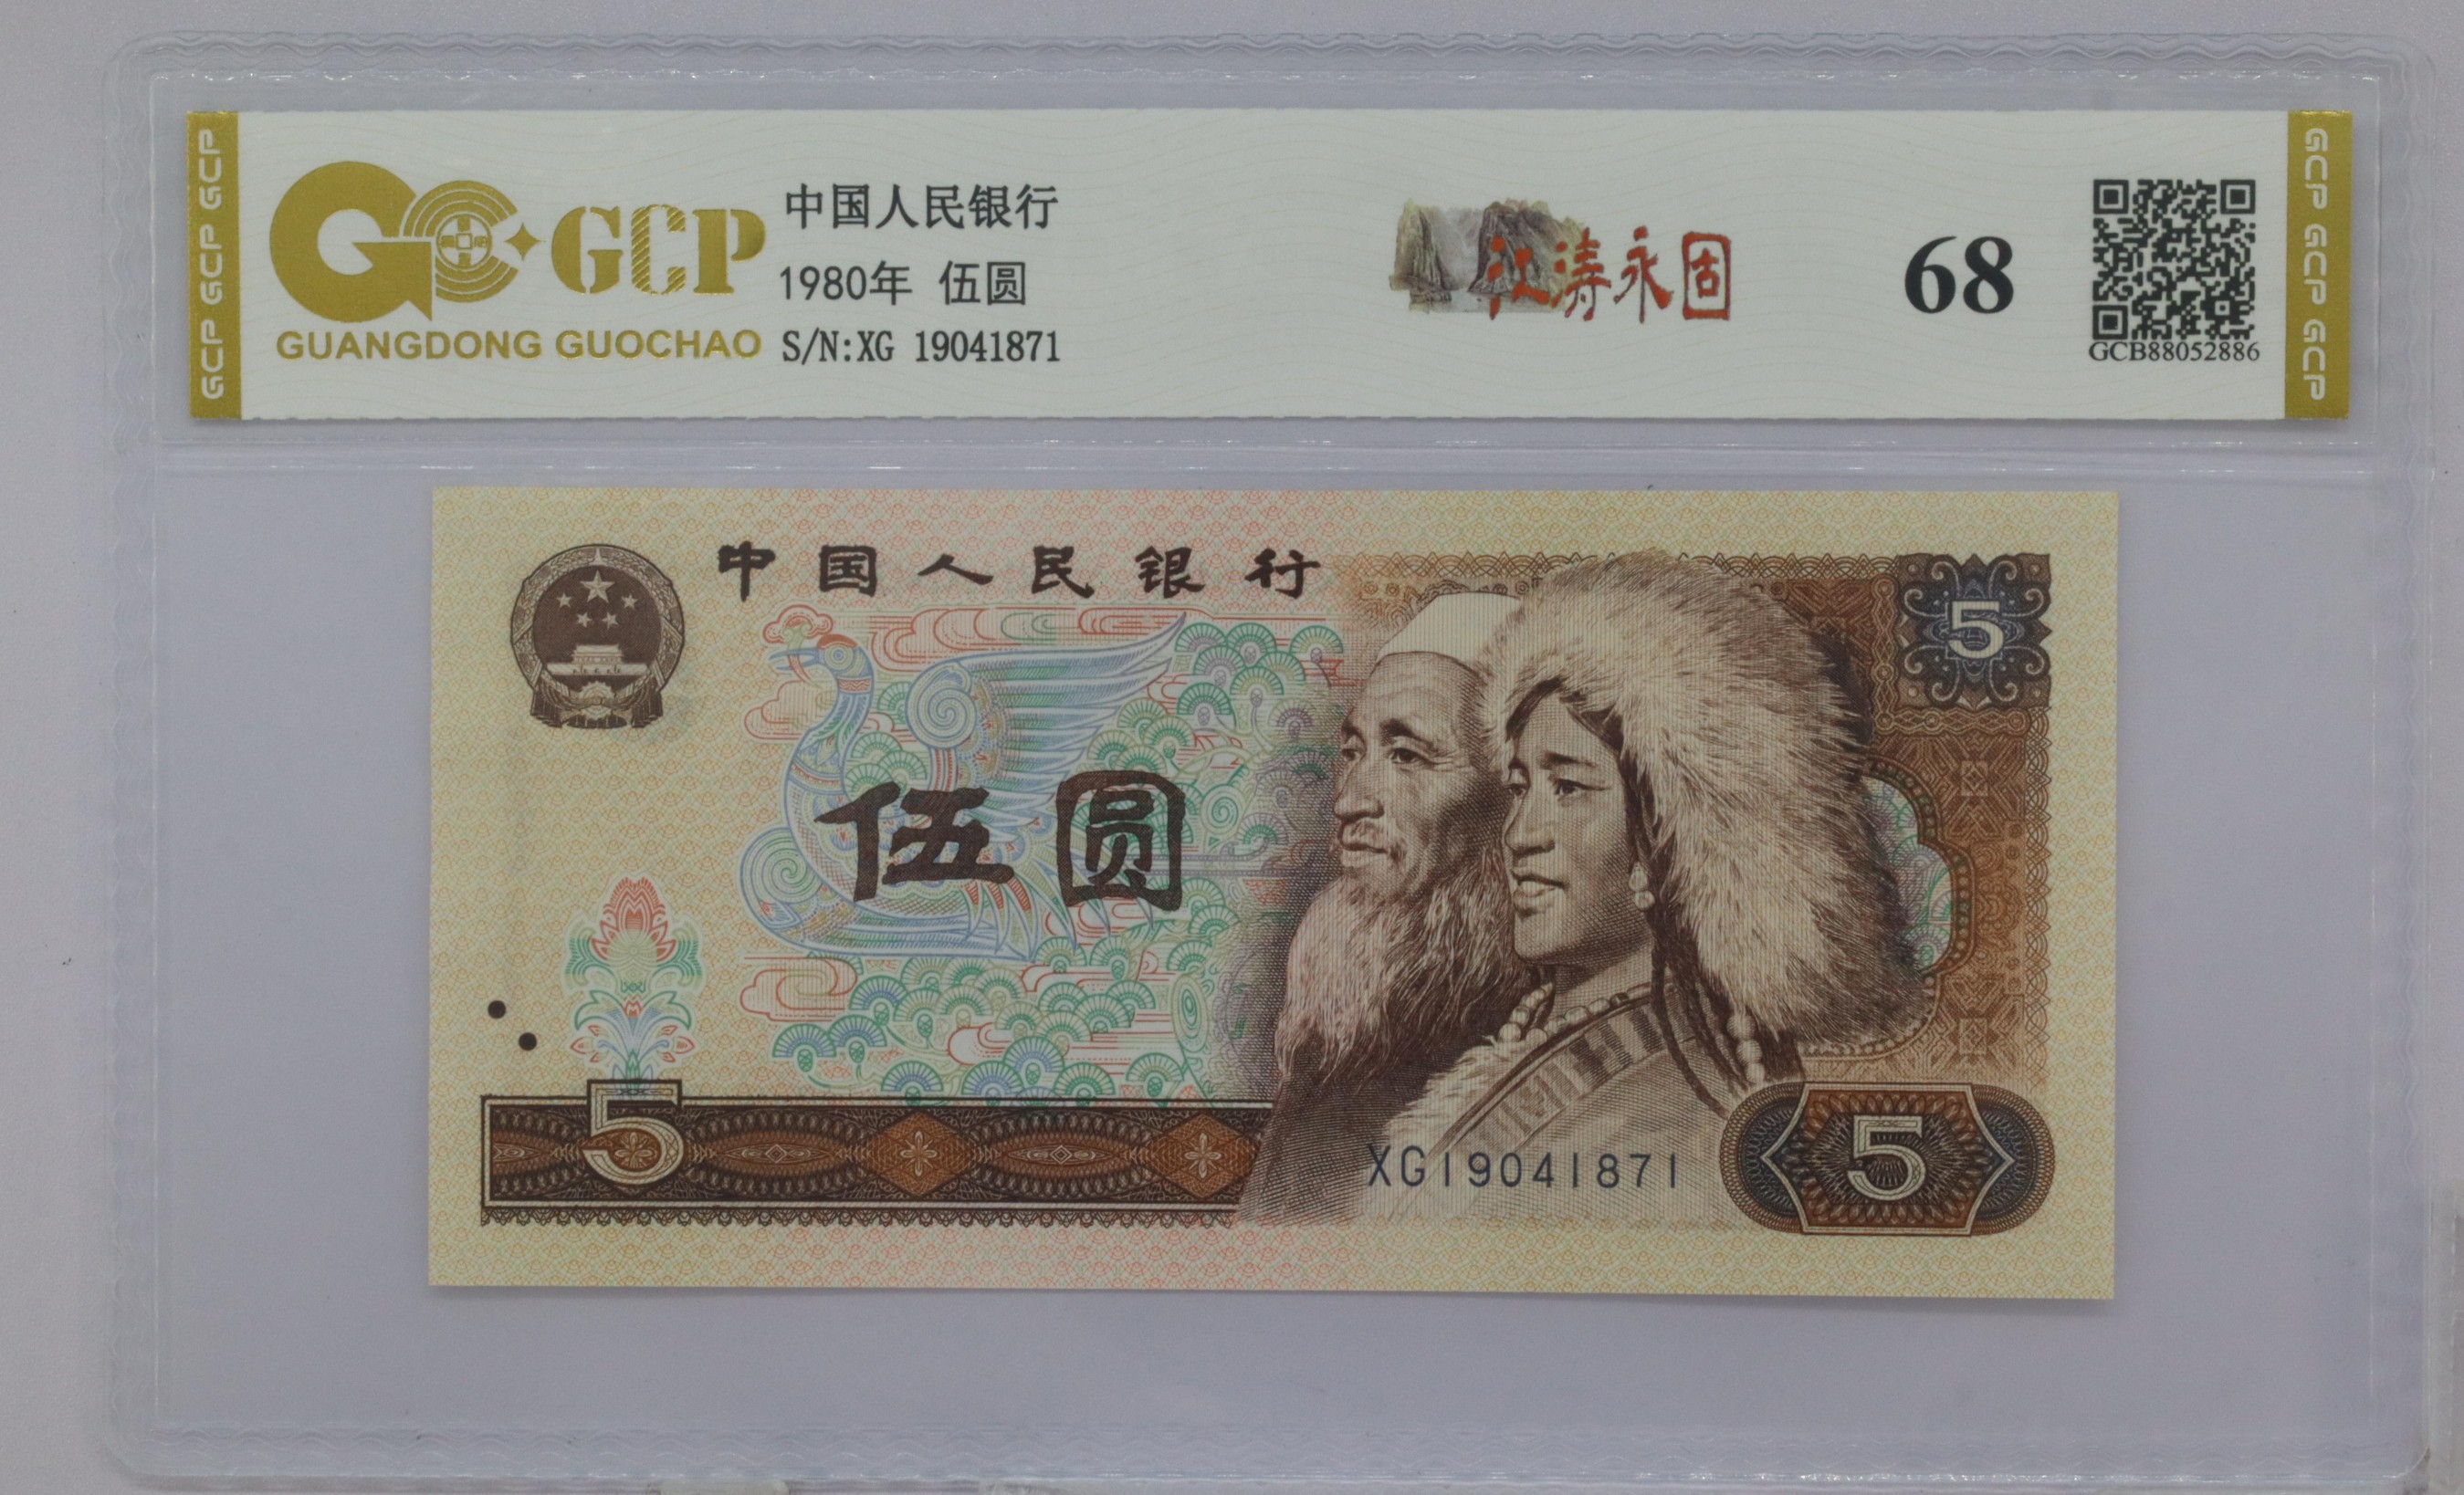 GCP GCP GCP
GCP
GUANGDONG GUOCHAO
中国人民银行
1980年 伍圆
S/N:XG 19041871
江涛永固
68
GCB88052886
GCP GCP GCP
中国人民银行
5
伍圆
5
XG19041871
5